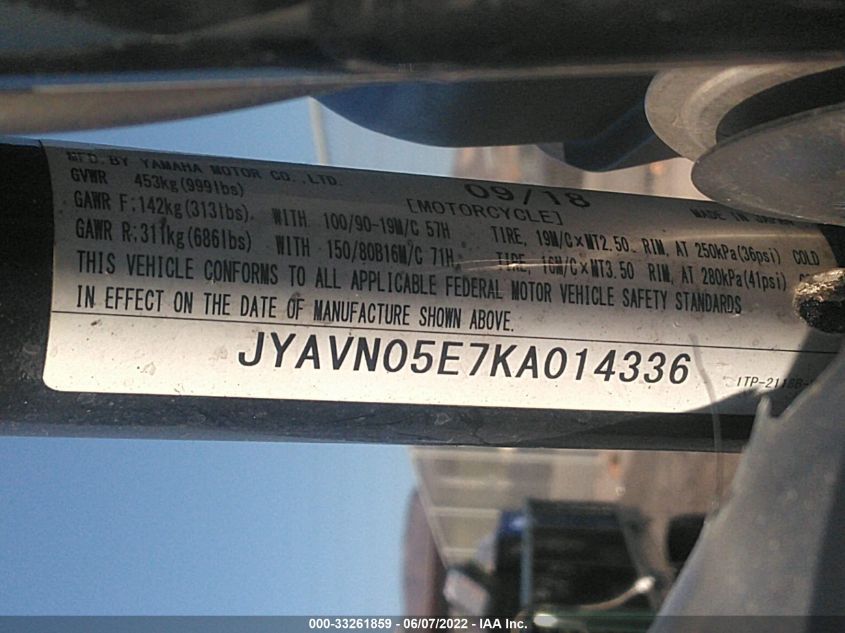 MFD. BY YAMAHA MOTOR CO., LTD.
09/18
GVWR 453kg(999lbs)
[MOTORCYCLE]
MADE IN JAPAN
GAWR F:142kg(313lbs). WITH 100/90-19M/C 57H TIRE, 19M/C×MT2.50 RIM, AT 250kPa(36psi) COLD
GAWR R:311kg(686lbs) WITH 150/80B16M/C 71H TIRE, 16M/C×MT3.50 RIM, AT 280kPa(41psi)
THIS VEHICLE CONFORMS TO ALL APPLICABLE FEDERAL MOTOR VEHICLE SAFETY STANDARDS
IN EFFECT ON THE DATE OF MANUFACTURE SHOWN ABOVE.
JYAVN05E7KA014336
000-33261859 - 06/07/2022 - IAA Inc.